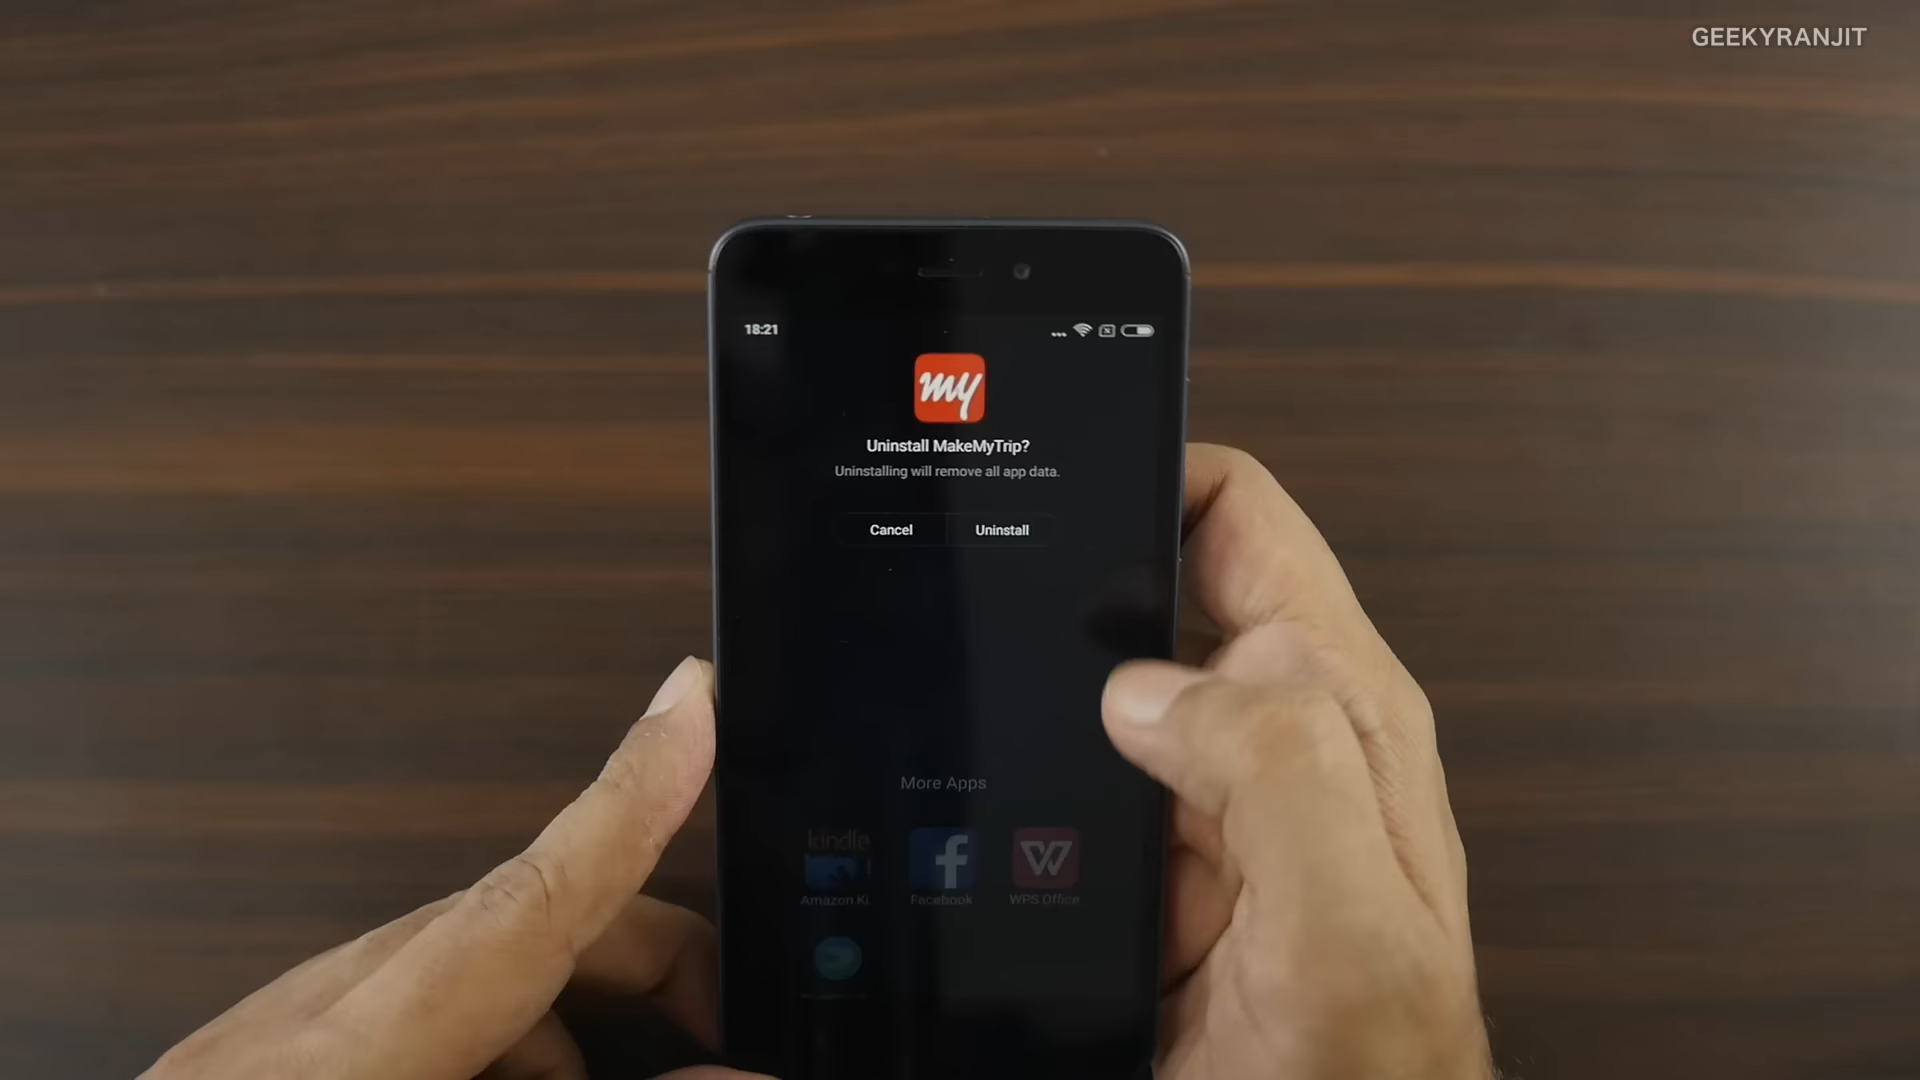 GEEKYRANJIT
18:21
my
Uninstall MakeMyTrip?
Uninstalling will remove all app data.
Cancel Uninstall
More Apps
kindle
Amazon Ki. Facebook WPS Office